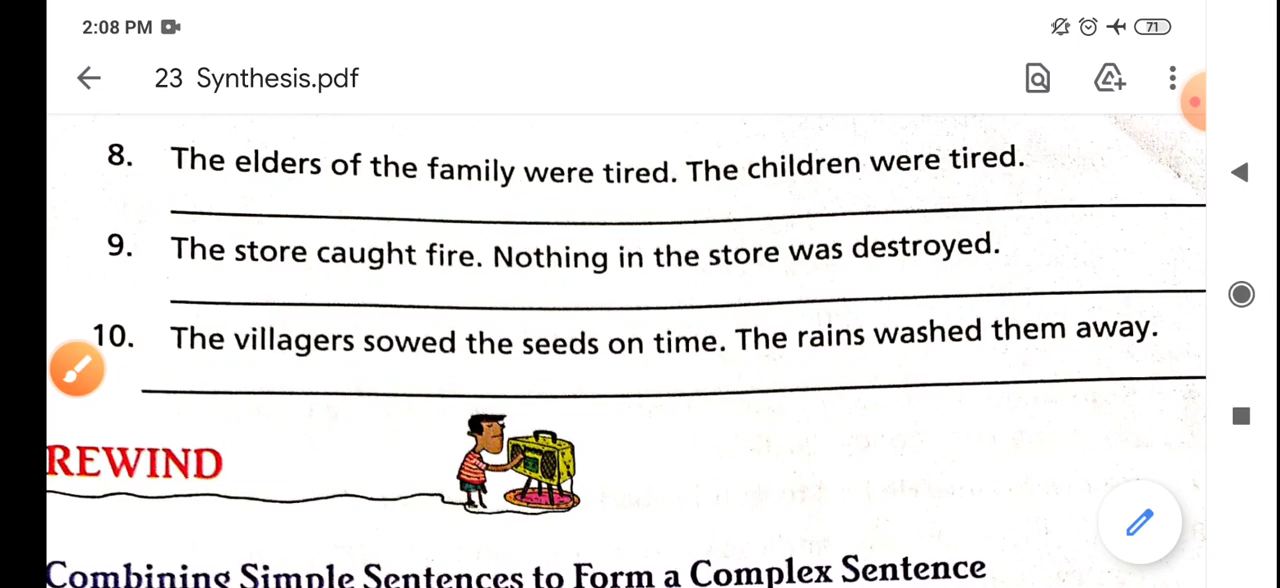 2:08 PM
71
23 Synthesis.pdf
8. The elders of the family were tired. The children were tired.
9. The store caught fire. Nothing in the store was destroyed.
10. The villagers sowed the seeds on time. The rains washed them away.
REWIND
Combining Simple Sentences to Form a Complex Sentence